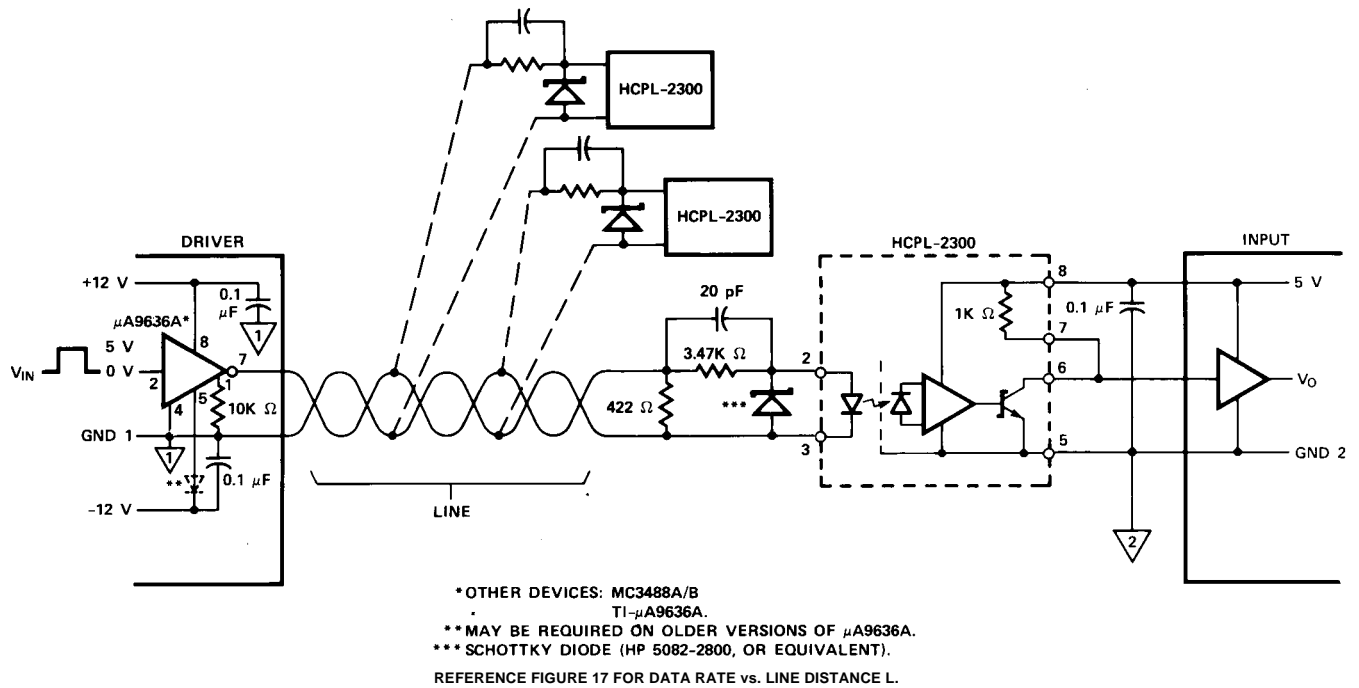 HCPL-2300
HCPL-2300
DRIVER
HCPL-2300
INPUT
+12 V
0.1
µF
1
µA9636A*
8
5 V
0 V
VIN
2
7
1
4
5
10K Ω
GND 1
1
**
0.1 µF
-12 V
LINE
20 pF
3.47K Ω
422 Ω
***
2
3
8
1K Ω
7
6
5
0.1 µF
5 V
VO
GND 2
2
*OTHER DEVICES: MC3488A/B
TI-µA9636A.
**MAY BE REQUIRED ON OLDER VERSIONS OF µA9636A.
***SCHOTTKY DIODE (HP 5082-2800, OR EQUIVALENT).
REFERENCE FIGURE 17 FOR DATA RATE vs. LINE DISTANCE L.